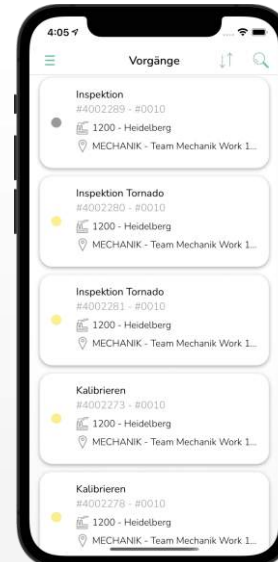 4:05
Vorgänge
Inspektion
#4002289 - #0010
1200 - Heidelberg
MECHANIK - Team Mechanik Work 1...
Inspektion Tornado
#4002280 - #0010
1200 - Heidelberg
MECHANIK - Team Mechanik Work 1...
Inspektion Tornado
#4002281 - #0010
1200 - Heidelberg
MECHANIK - Team Mechanik Work 1...
Kalibrieren
#4002273 - #0010
1200 - Heidelberg
MECHANIK - Team Mechanik Work 1...
Kalibrieren
#4002278 - #0010
1200 - Heidelberg
MECHANIK - Team Mechanik Work 1...